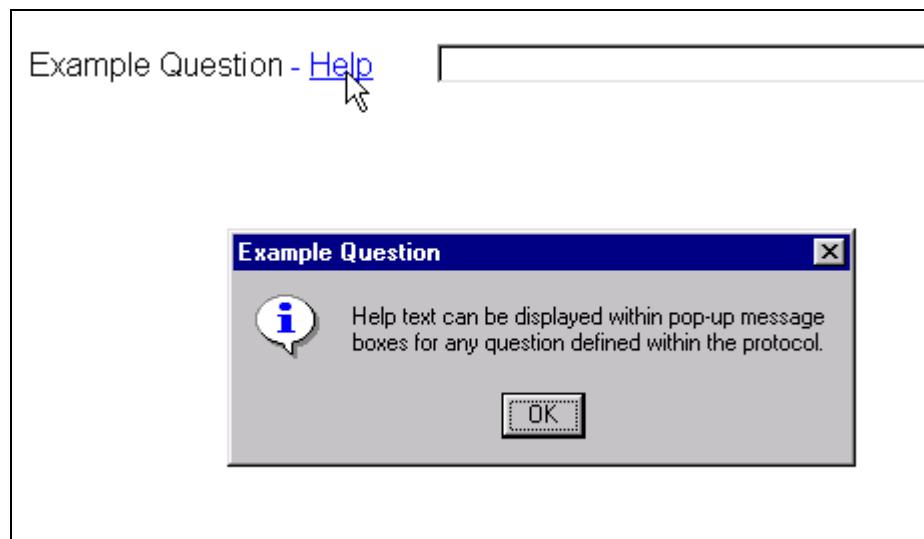 Example Question - Help
Example Question
Help text can be displayed within pop-up message
boxes for any question defined within the protocol.
OK